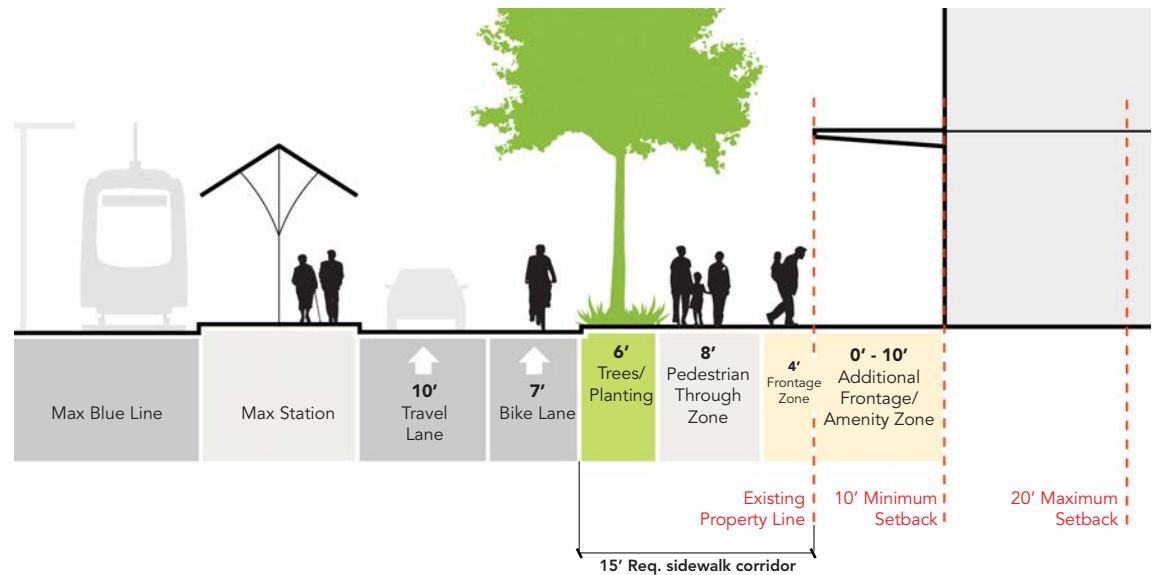 Max Blue Line
Max Station
10'
Travel
Lane
7'
Bike Lane
6'
Trees/
Planting
8'
Pedestrian
Through
Zone
4'
Frontage
Zone
0' - 10'
Additional
Frontage/
Amenity Zone
Existing
Property Line
10' Minimum
Setback
20' Maximum
Setback
15' Req. sidewalk corridor